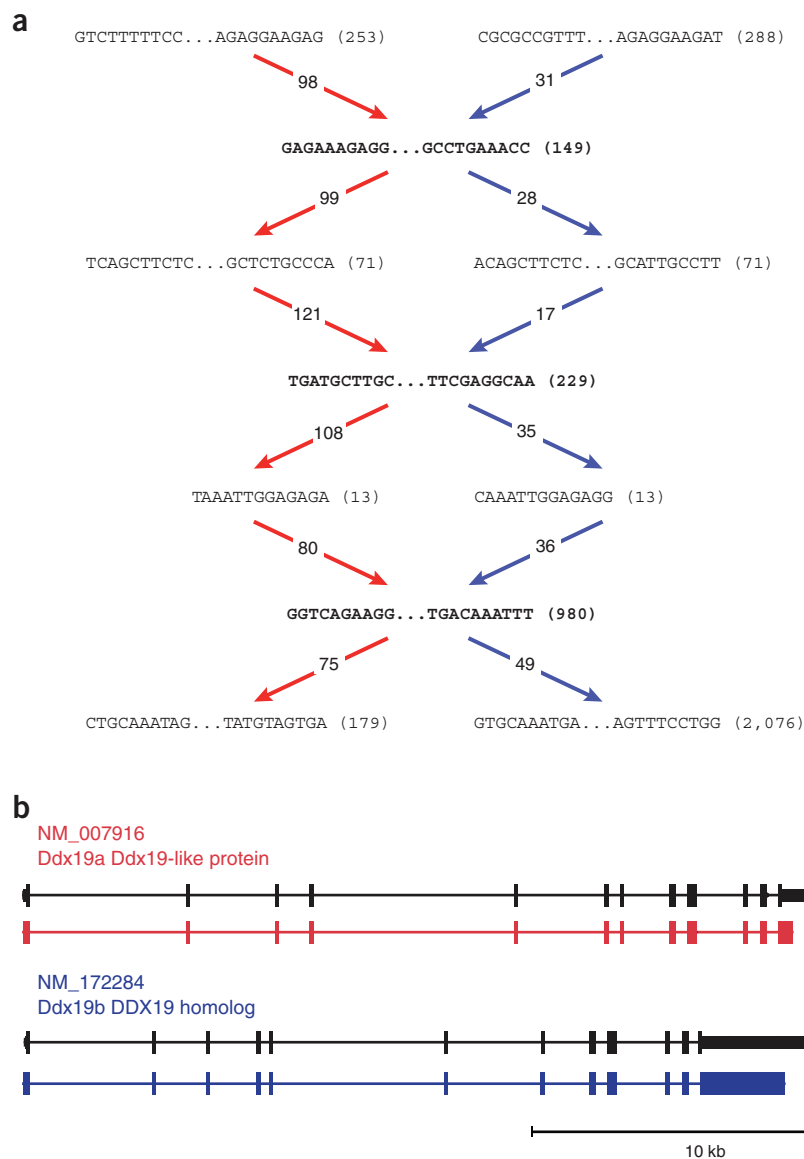 a
GTCTTTTTCC...AGAGGAAGAG (253) CGCGCCGTTT...AGAGGAAGAT (288)
98 31
GAGAAAGAGG...GCCTGAAACC (149)
99 28
TCAGCTTCTC...GCTCTGCCCA (71) ACAGCTTCTC...GCATTGCCTT (71)
121 17
TGATGCTTGC...TTCGAGGCAA (229)
108 35
TAAATTGGAGAGA (13) CAAATTGGAGAGG (13)
80 36
GGTCAGAAGG...TGACAAATTT (980)
75 49
CTGCAAATAG...TATGTAGTGA (179) GTGCAAATGA...AGTTTCCTGG (2,076)
b
NM_007916
Ddx19a Ddx19-like protein
NM_172284
Ddx19b DDX19 homolog
10 kb